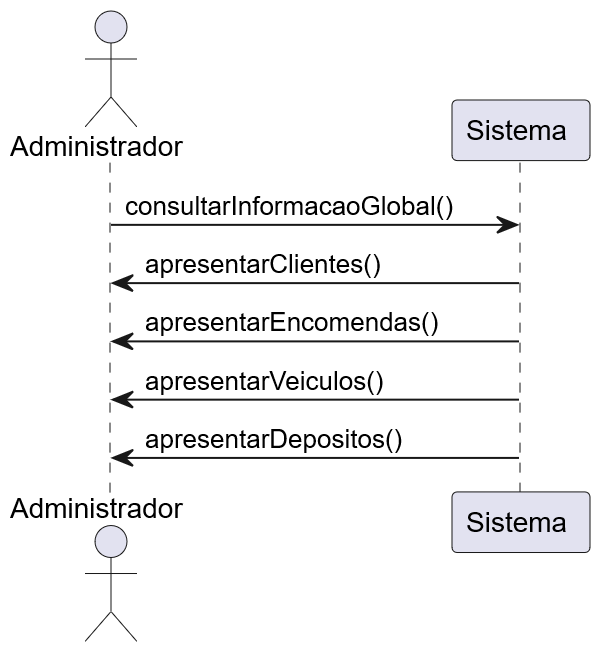 Administrador
Sistema
consultarInformacaoGlobal()
apresentarClientes()
apresentarEncomendas()
apresentarVeiculos()
apresentarDepositos()
Administrador
Sistema